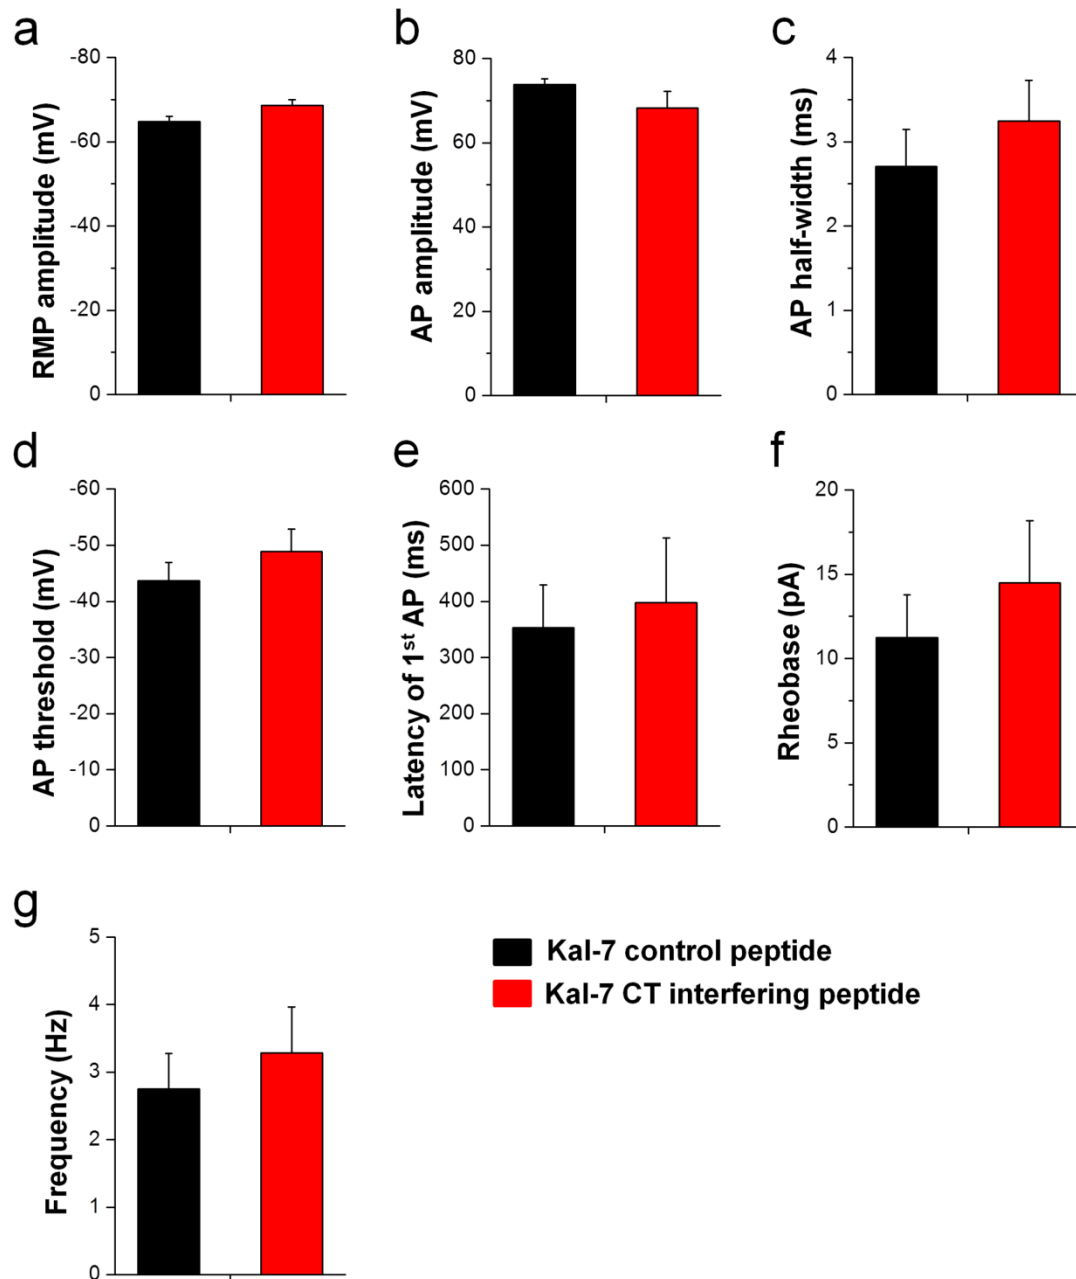 a
RMP amplitude (mV)
-80
-60
-40
-20
0
b
AP amplitude (mV)
80
60
40
20
0
c
AP half-width (ms)
4
3
2
1
0
d
AP threshold (mV)
-60
-50
-40
-30
-20
-10
0
e
Latency of 1st AP (ms)
600
500
400
300
200
100
0
f
Rheobase (pA)
20
15
10
5
0
g
Frequency (Hz)
5
4
3
2
1
0
Kal-7 control peptide
Kal-7 CT interfering peptide